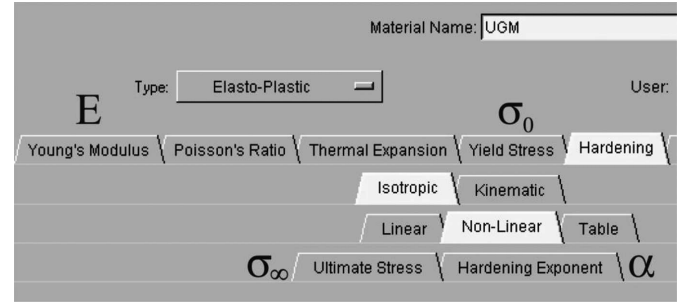 Material Name: UGM
Type: Elasto-Plastic User:
E σ₀
Young's Modulus Poisson's Ratio Thermal Expansion Yield Stress Hardening
Isotropic Kinematic
Linear Non-Linear Table
σ∞ Ultimate Stress Hardening Exponent α